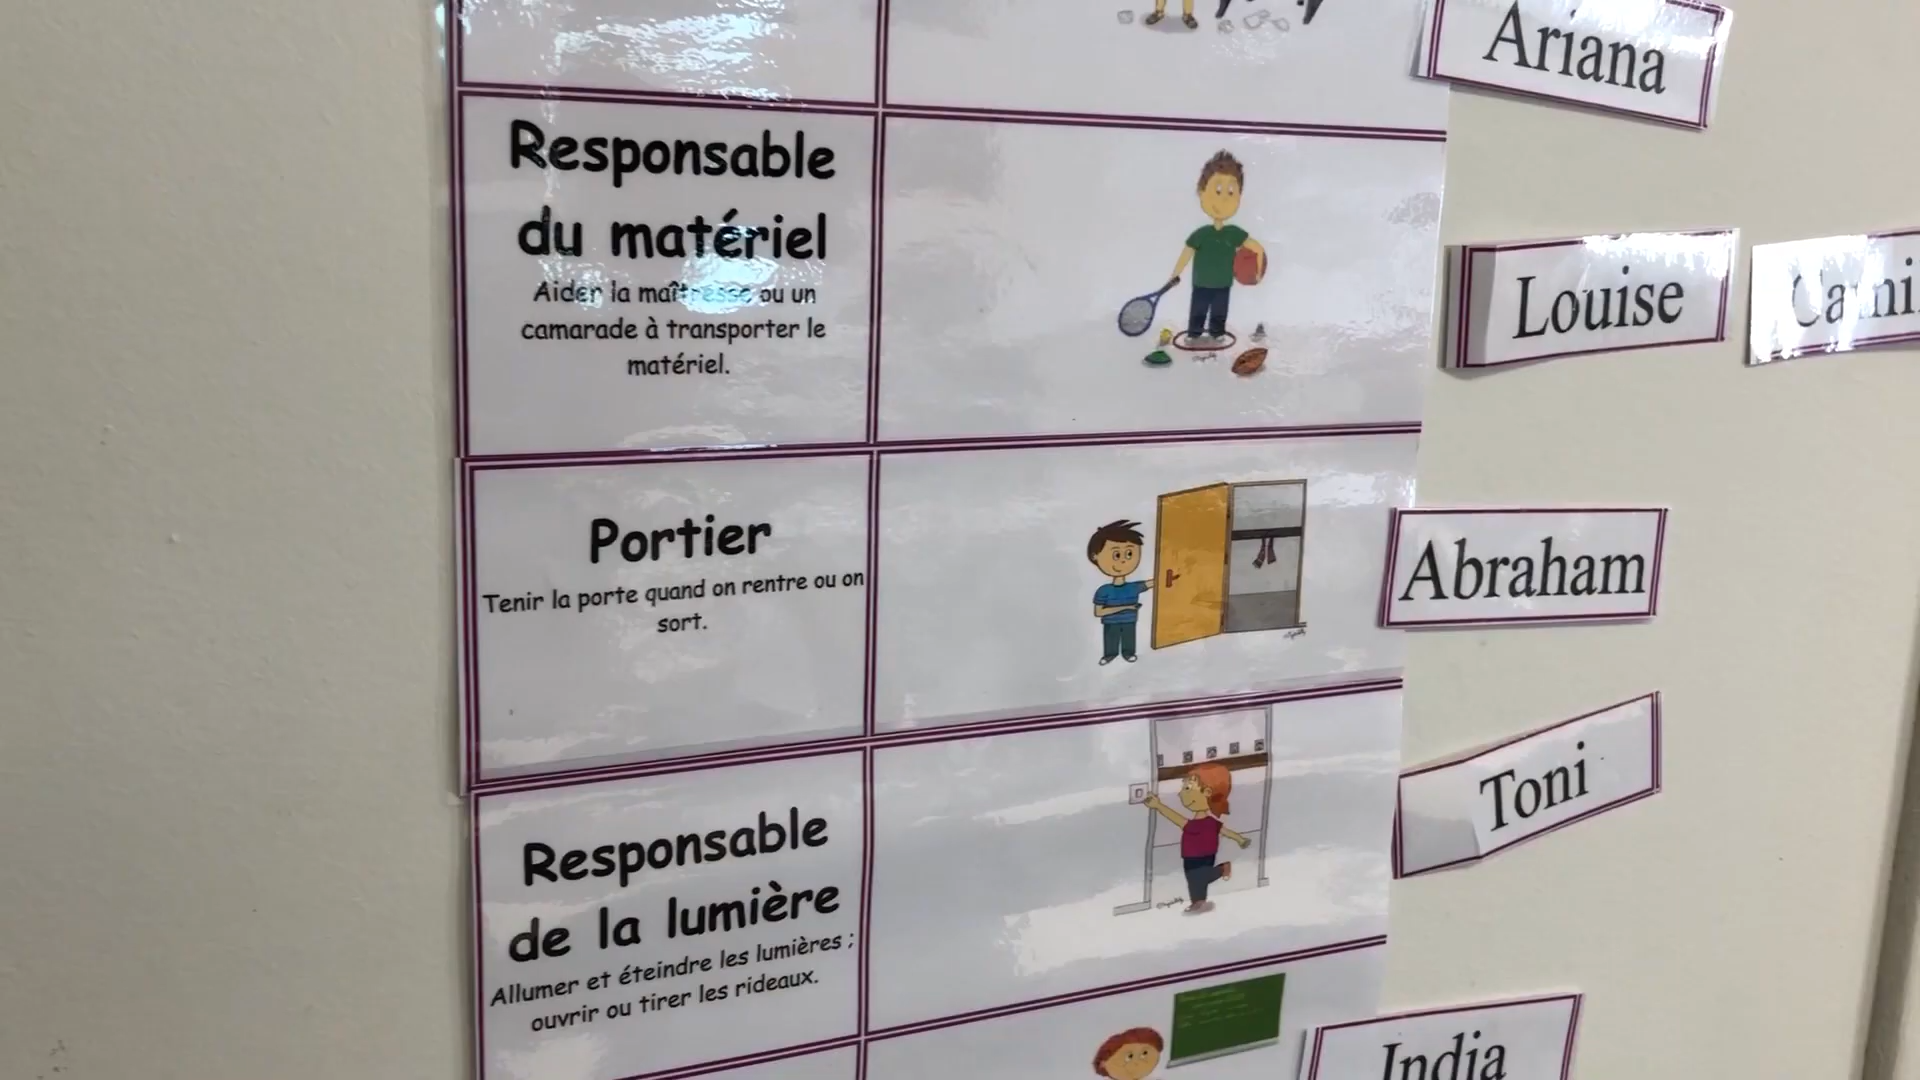 Ariana
Responsable
du matériel
Aider la maîtresse ou un
camarade à transporter le
matériel.
Louise
Portier
Tenir la porte quand on rentre ou on
sort.
Abraham
Responsable
de la lumière
Allumer et éteindre les lumières ;
ouvrir ou tirer les rideaux.
Toni
India